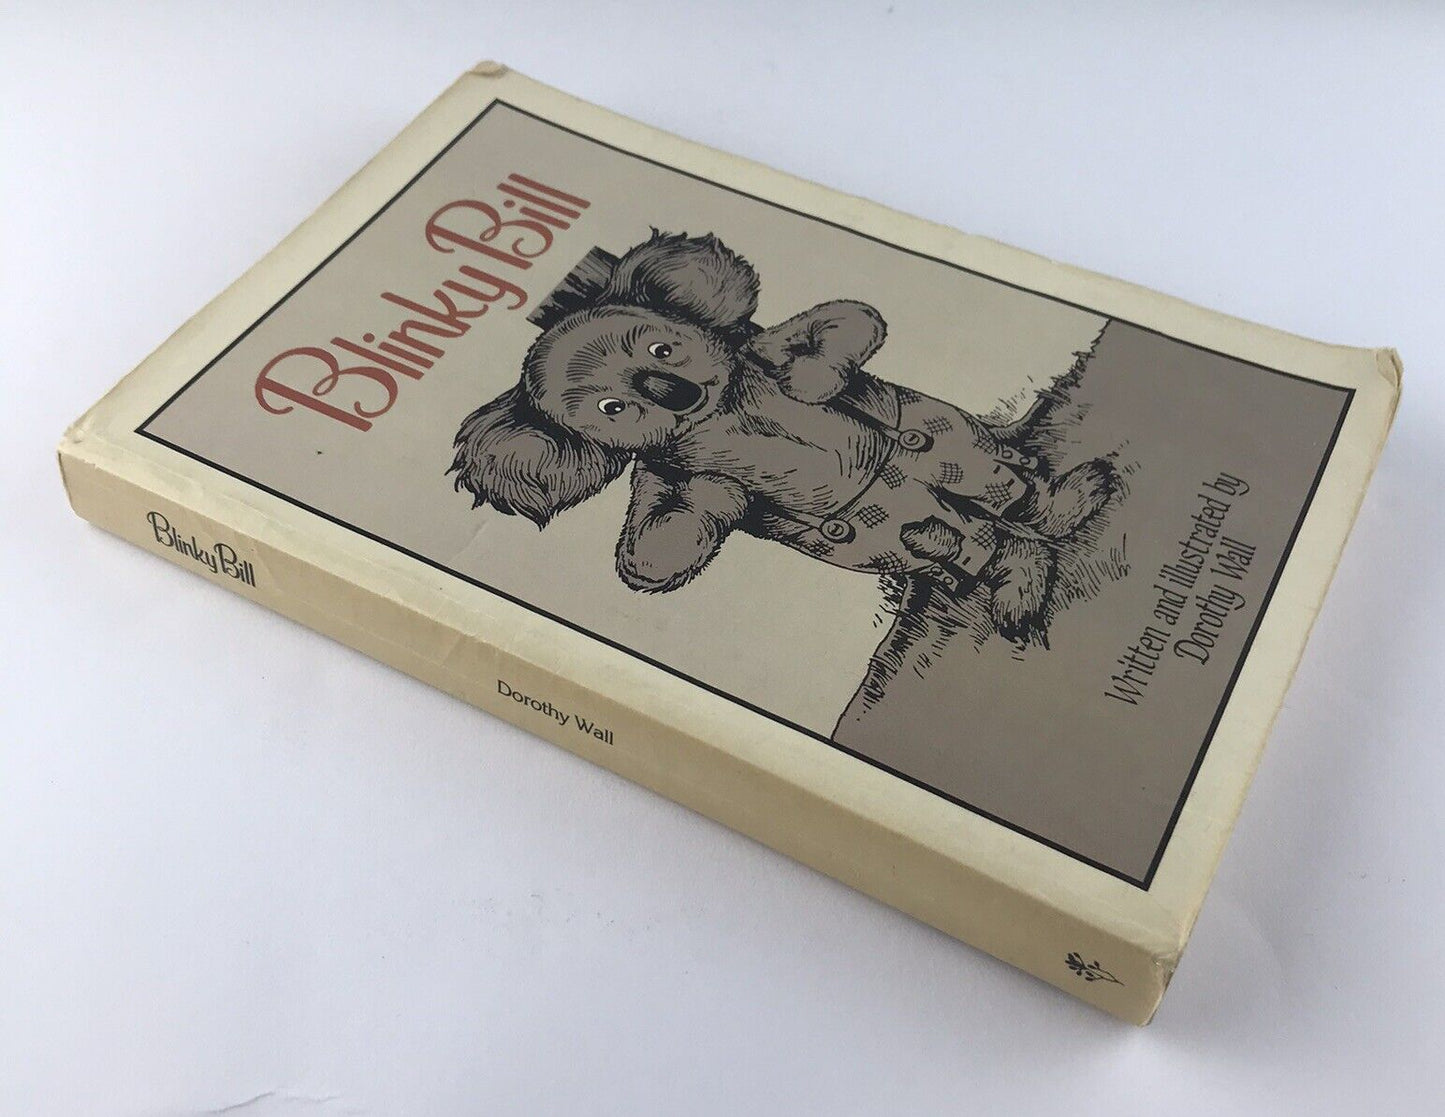 Blinky Bill
Written and illustrated by
Dorothy Wall
Blinky Bill
Dorothy Wall